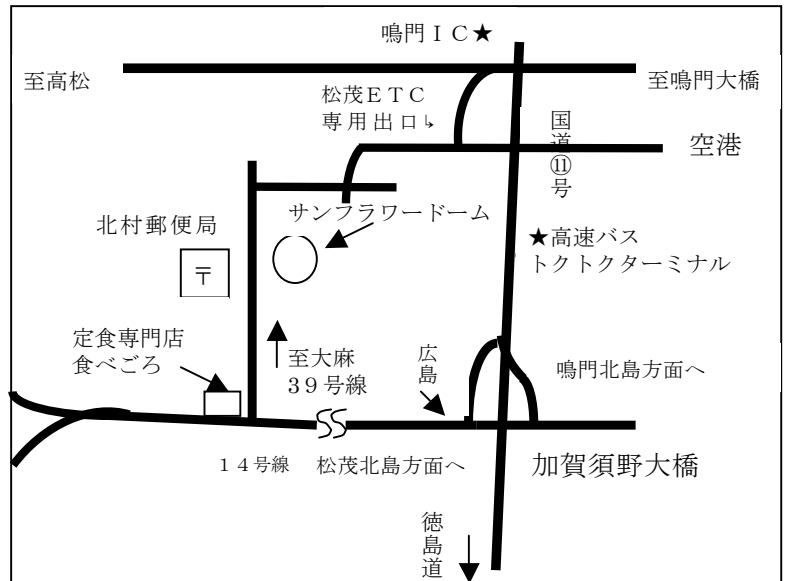 鳴門ＩＣ★
至高松
至鳴門大橋
松茂ＥＴＣ
専用出口↳
国道⑪号
空港
北村郵便局
サンフラワードーム
〒
★高速バス
トクトクターミナル
定食専門店
食べごろ
至大麻
３９号線
広島
鳴門北島方面へ
１４号線
松茂北島方面へ
加賀須野大橋
徳島道